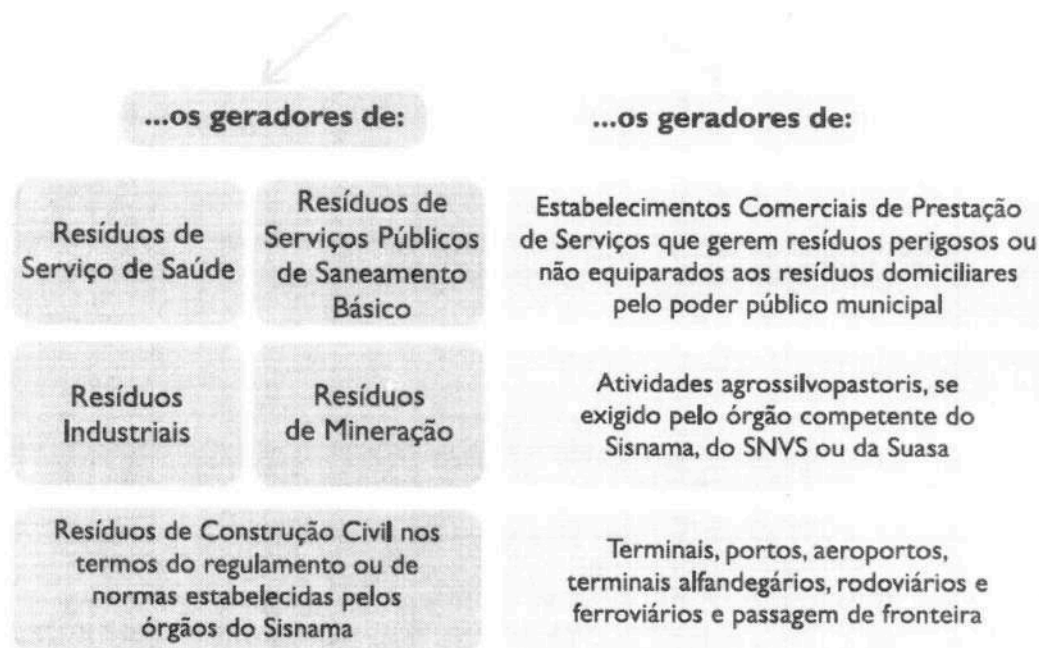 ...os geradores de:
Resíduos de
Serviço de Saúde
Resíduos de
Serviços Públicos
de Saneamento
Básico
Resíduos
Industriais
Resíduos
de Mineração
Resíduos de Construção Civil nos
termos do regulamento ou de
normas estabelecidas pelos
órgãos do Sisnama
...os geradores de:
Estabelecimentos Comerciais de Prestação
de Serviços que gerem resíduos perigosos ou
não equiparados aos resíduos domiciliares
pelo poder público municipal
Atividades agrossilvopastoris, se
exigido pelo órgão competente do
Sisnama, do SNVS ou da Suasa
Terminais, portos, aeroportos,
terminais alfandegários, rodoviários e
ferroviários e passagem de fronteira